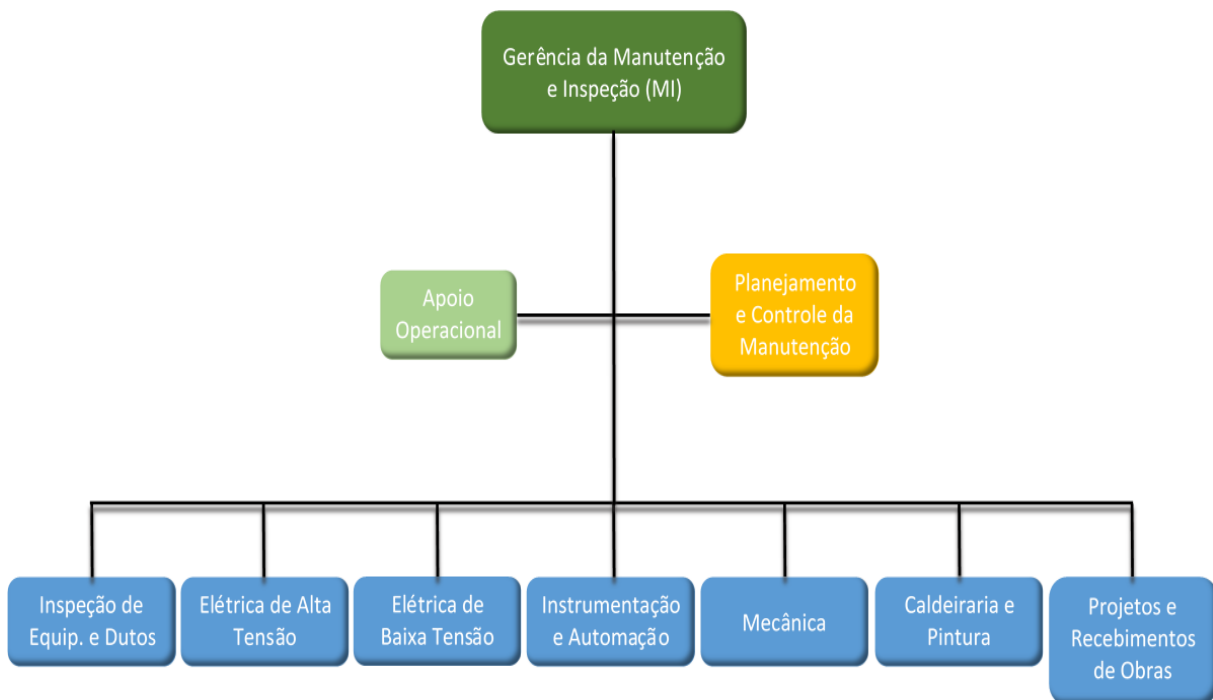 Gerência da Manutenção
e Inspeção (MI)
Apoio
Operacional
Planejamento
e Controle da
Manutenção
Inspeção de
Equip. e Dutos
Elétrica de Alta
Tensão
Elétrica de
Baixa Tensão
Instrumentação
e Automação
Mecânica
Caldeiraria e
Pintura
Projetos e
Recebimentos
de Obras